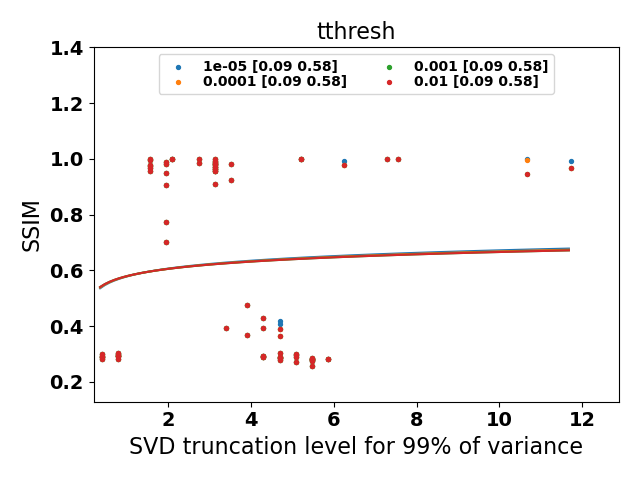 tthresh
1e-05 [0.09 0.58]
0.0001 [0.09 0.58]
0.001 [0.09 0.58]
0.01 [0.09 0.58]
SSIM
1.4
1.2
1.0
0.8
0.6
0.4
0.2
2 4 6 8 10 12
SVD truncation level for 99% of variance